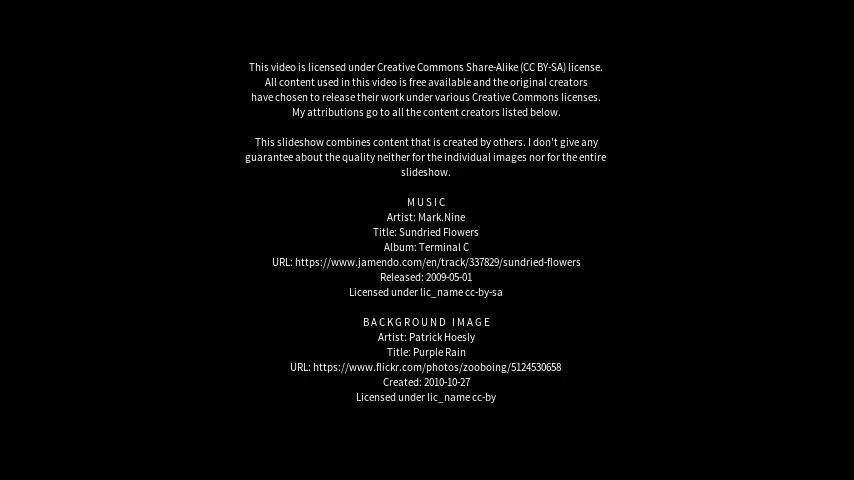 This video is licensed under Creative Commons Share-Alike (CC BY-SA) license.
All content used in this video is free available and the original creators
have chosen to release their work under various Creative Commons licenses.
My attributions go to all the content creators listed below.
This slideshow combines content that is created by others. I don't give any
guarantee about the quality neither for the individual images nor for the entire
slideshow.
MUSIC
Artist: Mark.Nine
Title: Sundried Flowers
Album: Terminal C
URL: https://www.jamendo.com/en/track/337829/sundried-flowers
Released: 2009-05-01
Licensed under lic_name cc-by-sa
BACKGROUND IMAGE
Artist: Patrick Hoesly
Title: Purple Rain
URL: https://www.flickr.com/photos/zooboing/5124530658
Created: 2010-10-27
Licensed under lic_name cc-by